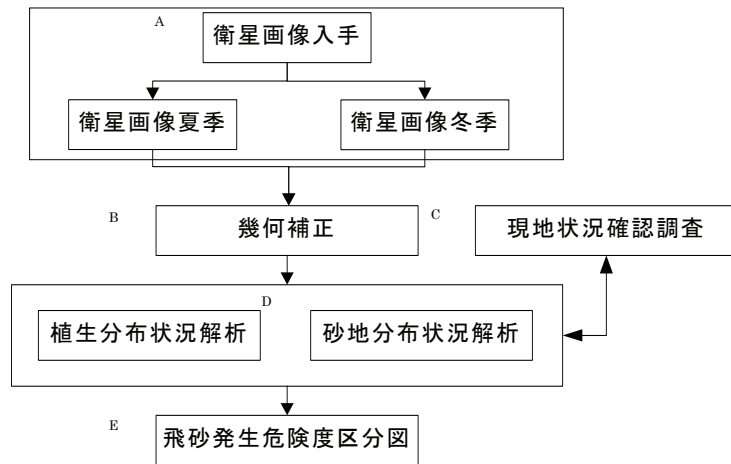 A
衛星画像入手
衛星画像夏季
衛星画像冬季
B
幾何補正
C
現地状況確認調査
D
植生分布状況解析
砂地分布状況解析
E
飛砂発生危険度区分図